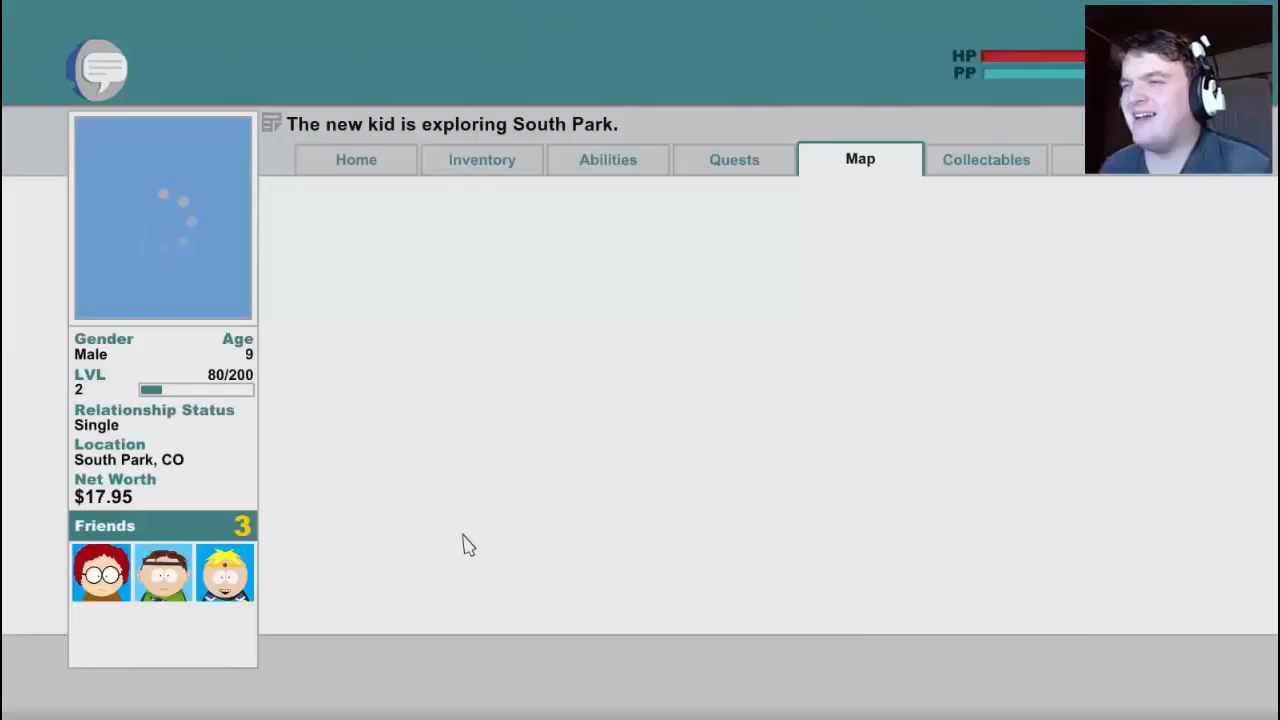 HP
PP
The new kid is exploring South Park.
Home
Inventory
Abilities
Quests
Map
Collectables
Gender Age
Male 9
LVL 80/200
2
Relationship Status
Single
Location
South Park, CO
Net Worth
$17.95
Friends 3